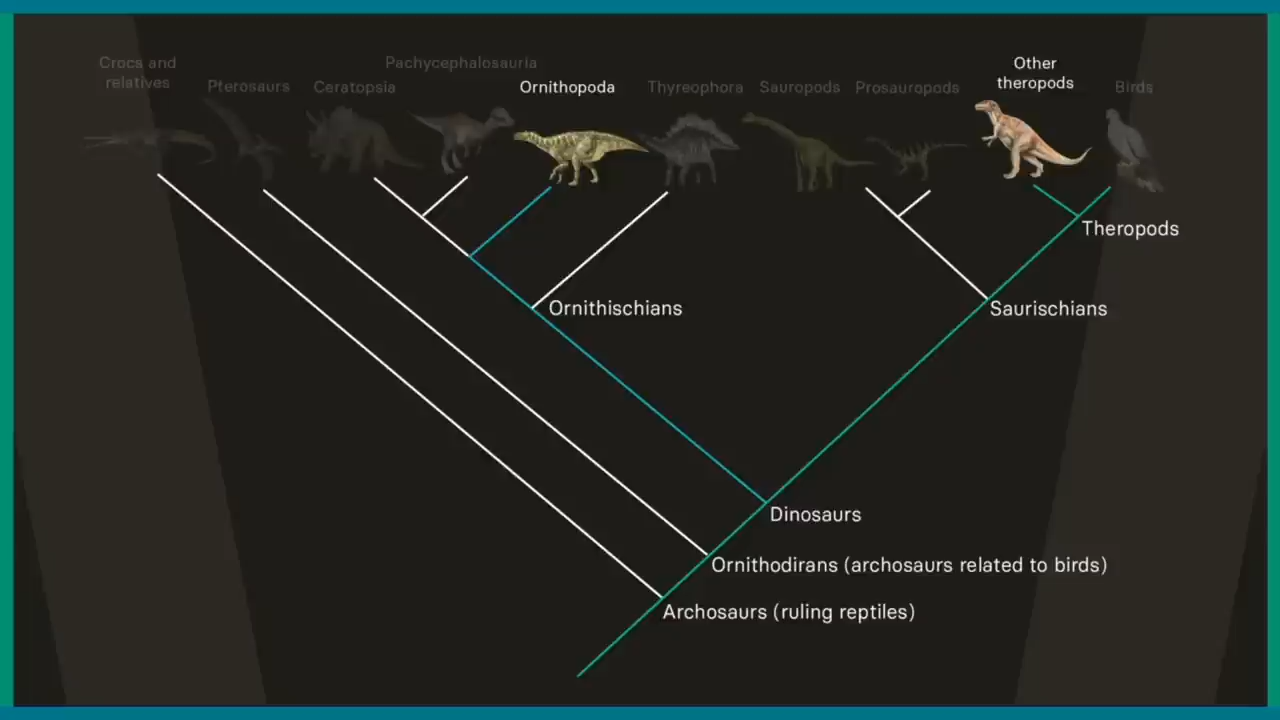 Crocs and
relatives
Pterosaurs
Ceratopsia
Pachycephalosauria
Ornithopoda
Thyreophora
Sauropods
Prosauropods
Other
theropods
Birds
Theropods
Ornithischians
Saurischians
Dinosaurs
Ornithodirans (archosaurs related to birds)
Archosaurs (ruling reptiles)